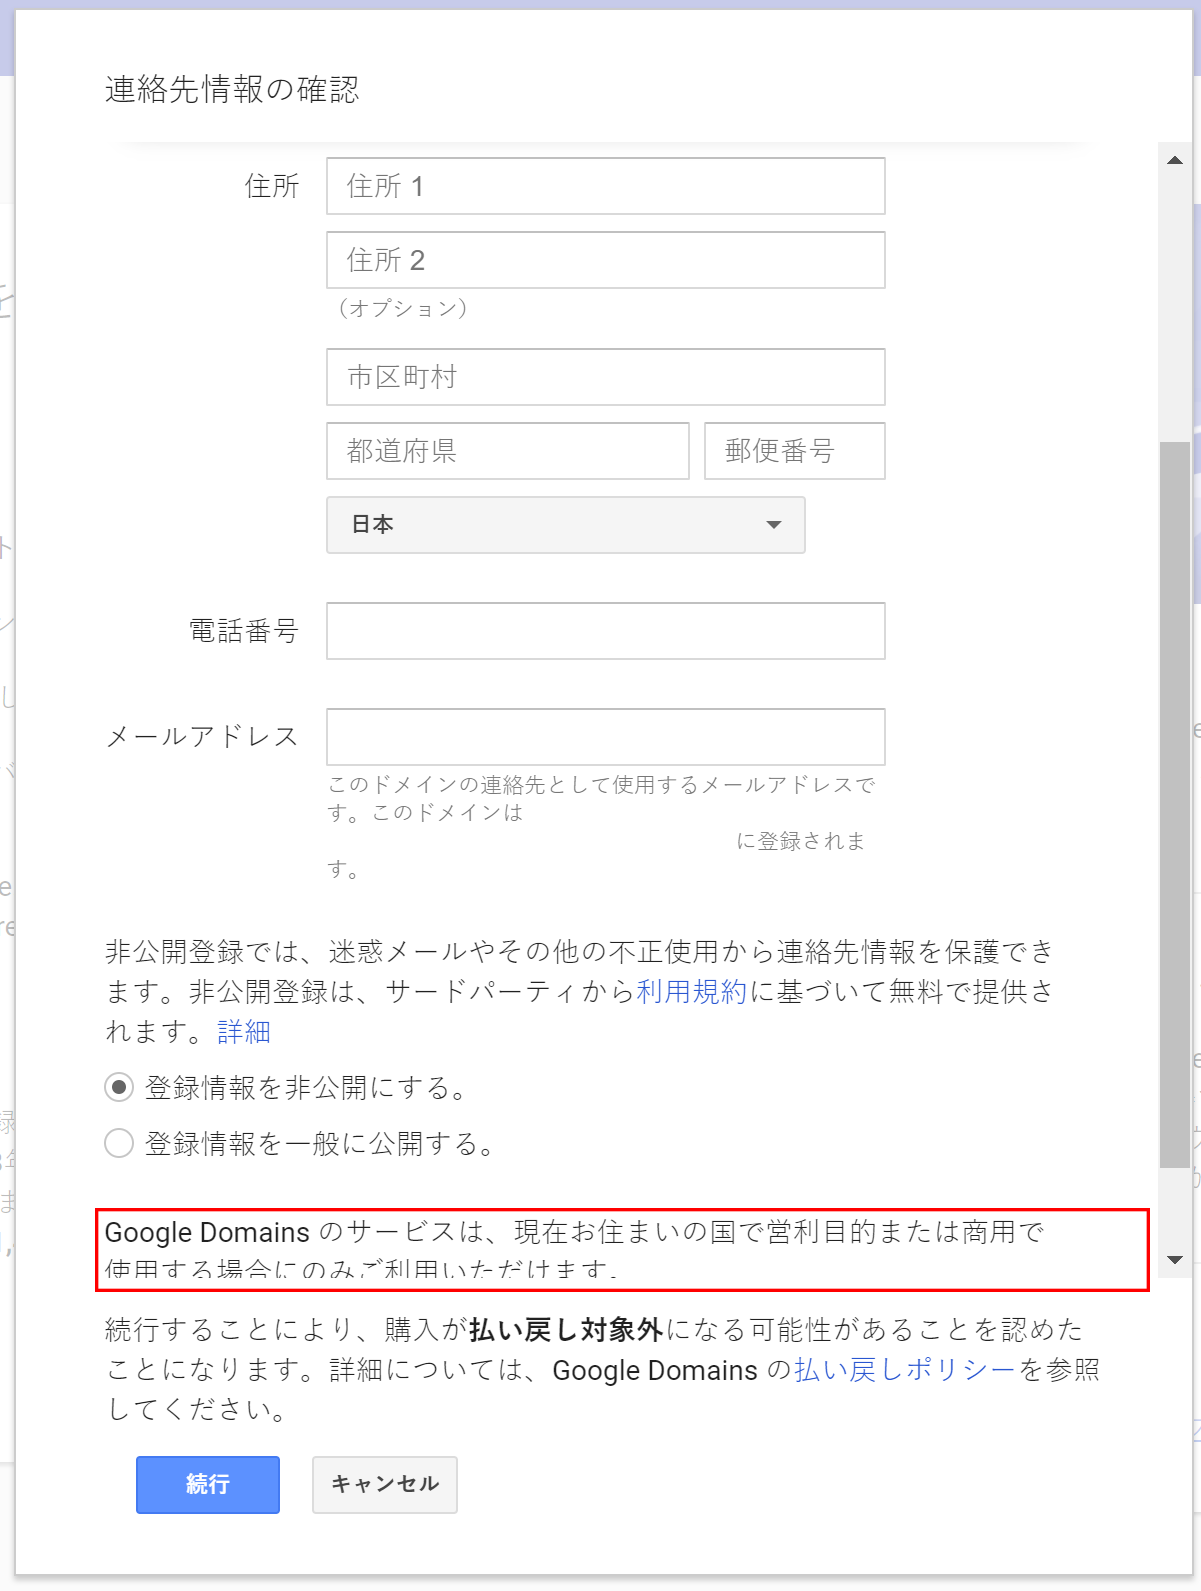 連絡先情報の確認
住所
住所 1
住所 2
（オプション）
市区町村
都道府県
郵便番号
日本
電話番号
メールアドレス
このドメインの連絡先として使用するメールアドレスで
す。このドメインは
に登録されま
す。
非公開登録では、迷惑メールやその他の不正使用から連絡先情報を保護でき
ます。非公開登録は、サードパーティから利用規約に基づいて無料で提供さ
れます。詳細
登録情報を非公開にする。
登録情報を一般に公開する。
Google Domains のサービスは、現在お住まいの国で営利目的または商用で
使用する場合にのみご利用いただけます。
続行することにより、購入が払い戻し対象外になる可能性があることを認めた
ことになります。詳細については、Google Domains の払い戻しポリシーを参照
してください。
続行
キャンセル